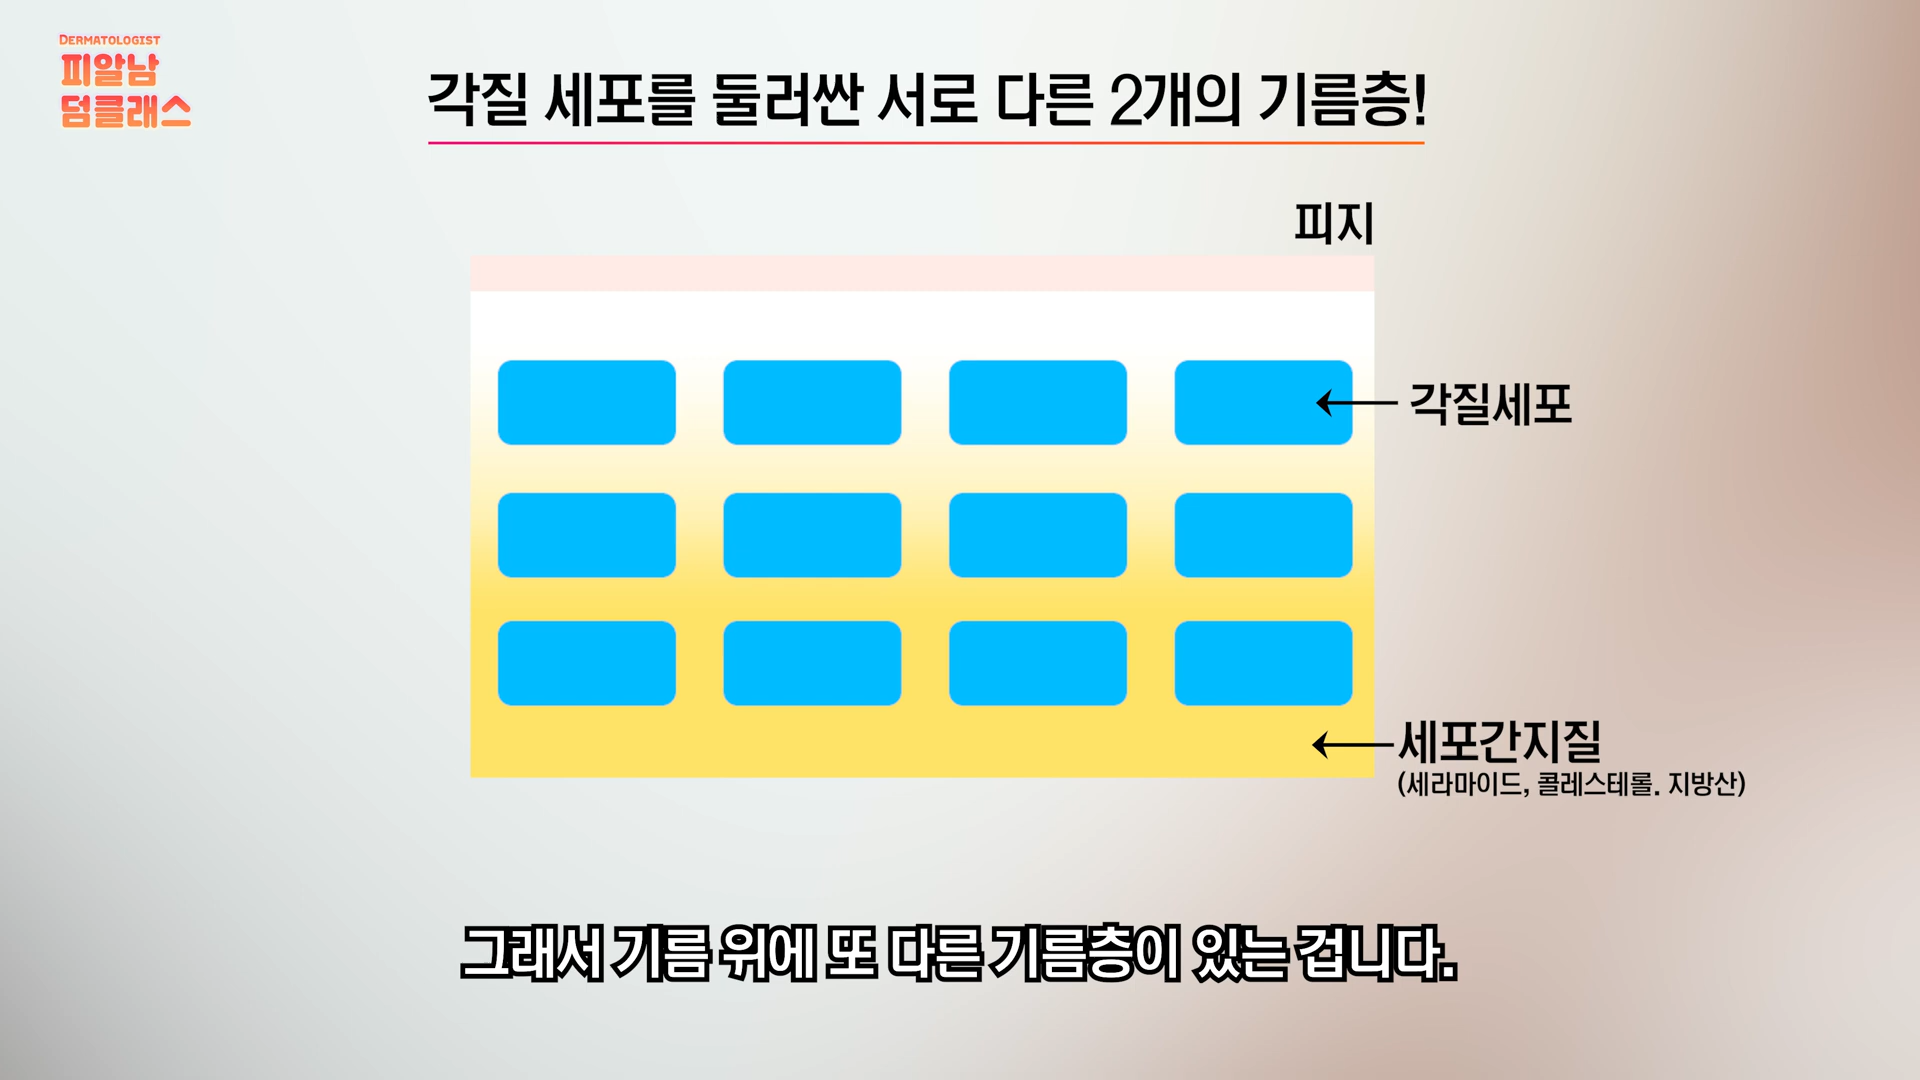 DERMATOLOGIST
피알남
덤클래스
각질 세포를 둘러싼 서로 다른 2개의 기름층!
피지
각질세포
세포간지질
(세라마이드, 콜레스테롤. 지방산)
그래서 기름 위에 또 다른 기름층이 있는 겁니다.